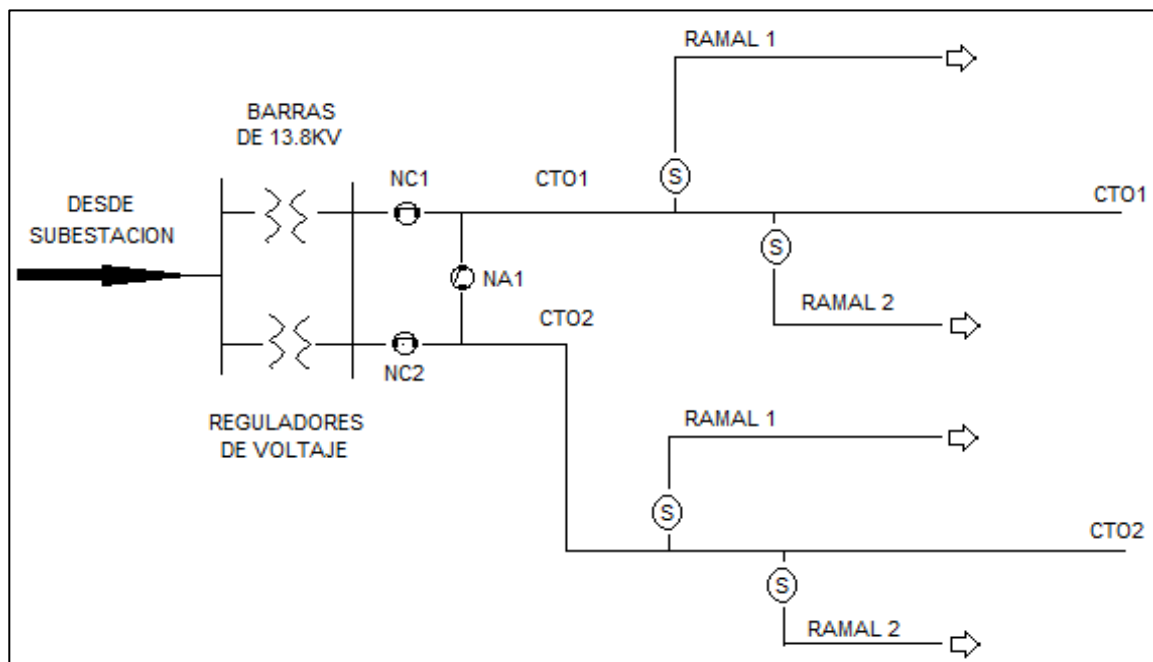 RAMAL 1
BARRAS
DE 13.8KV
NC1
CTO1
S
CTO1
DESDE
SUBESTACION
S
NA1
RAMAL 2
CTO2
NC2
REGULADORES
DE VOLTAJE
RAMAL 1
S
CTO2
S
RAMAL 2